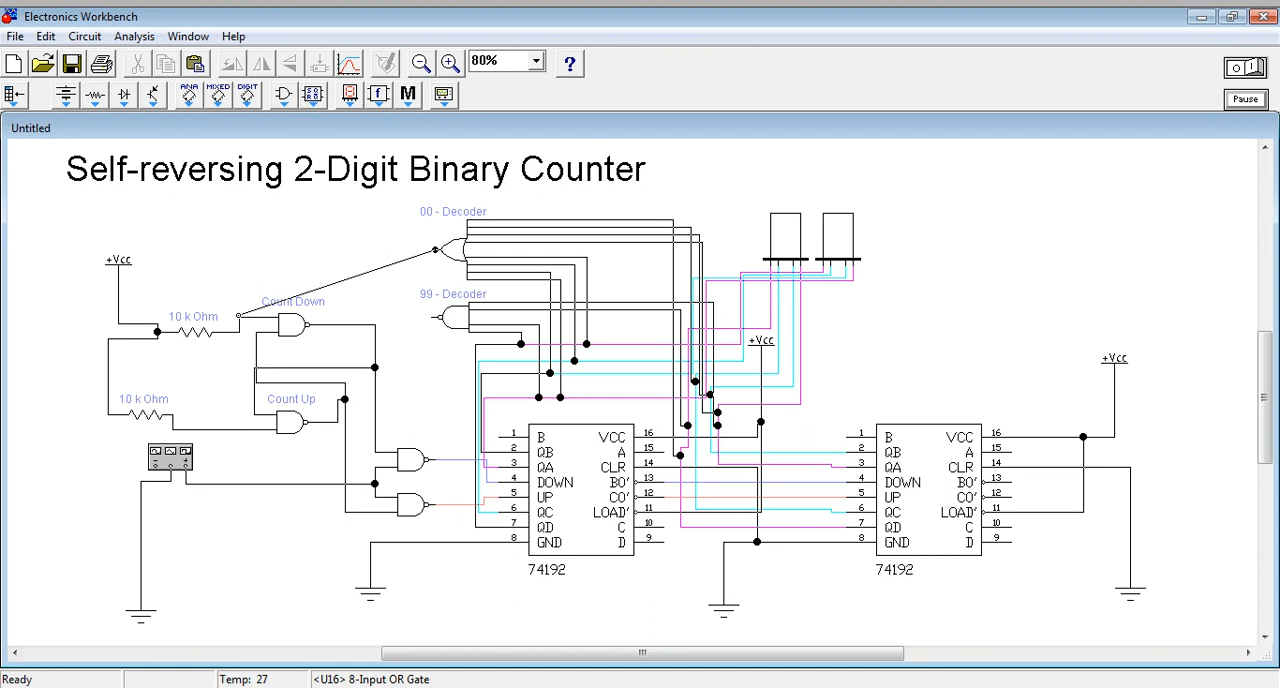 Electronics Workbench
File Edit Circuit Analysis Window Help
80%
?
ANA MIXED DIGIT
M
Pause
Untitled
Self-reversing 2-Digit Binary Counter
00 - Decoder
+Vcc
Count Down
10 k Ohm
99 - Decoder
+Vcc
+Vcc
10 k Ohm
Count Up
1 B VCC 16
2 QB A 15
3 QA CLR 14
4 DOWN BO' 13
5 UP CO' 12
6 QC LOAD' 11
7 QD C 10
8 GND D 9
74192
1 B VCC 16
2 QB A 15
3 QA CLR 14
4 DOWN BO' 13
5 UP CO' 12
6 QC LOAD' 11
7 QD C 10
8 GND D 9
74192
Ready Temp: 27 <U16> 8-Input OR Gate